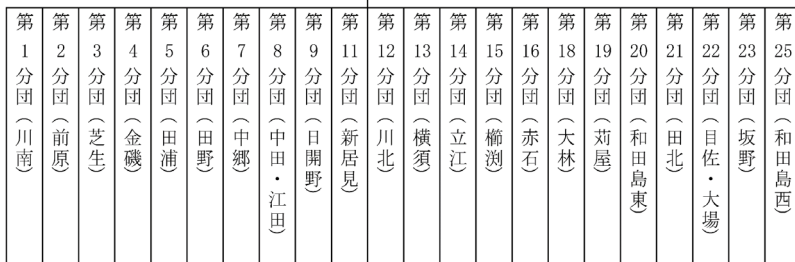 第1分団(川南)
第2分団(前原)
第3分団(芝生)
第4分団(金磯)
第5分団(田浦)
第6分団(田野)
第7分団(中郷)
第8分団(中田・江田)
第9分団(日開野)
第11分団(新居見)
第12分団(川北)
第13分団(横須)
第14分団(立江)
第15分団(櫛渕)
第16分団(赤石)
第18分団(大林)
第19分団(苅屋)
第20分団(和田島東)
第21分団(田北)
第22分団(目佐・大場)
第23分団(坂野)
第25分団(和田島西)